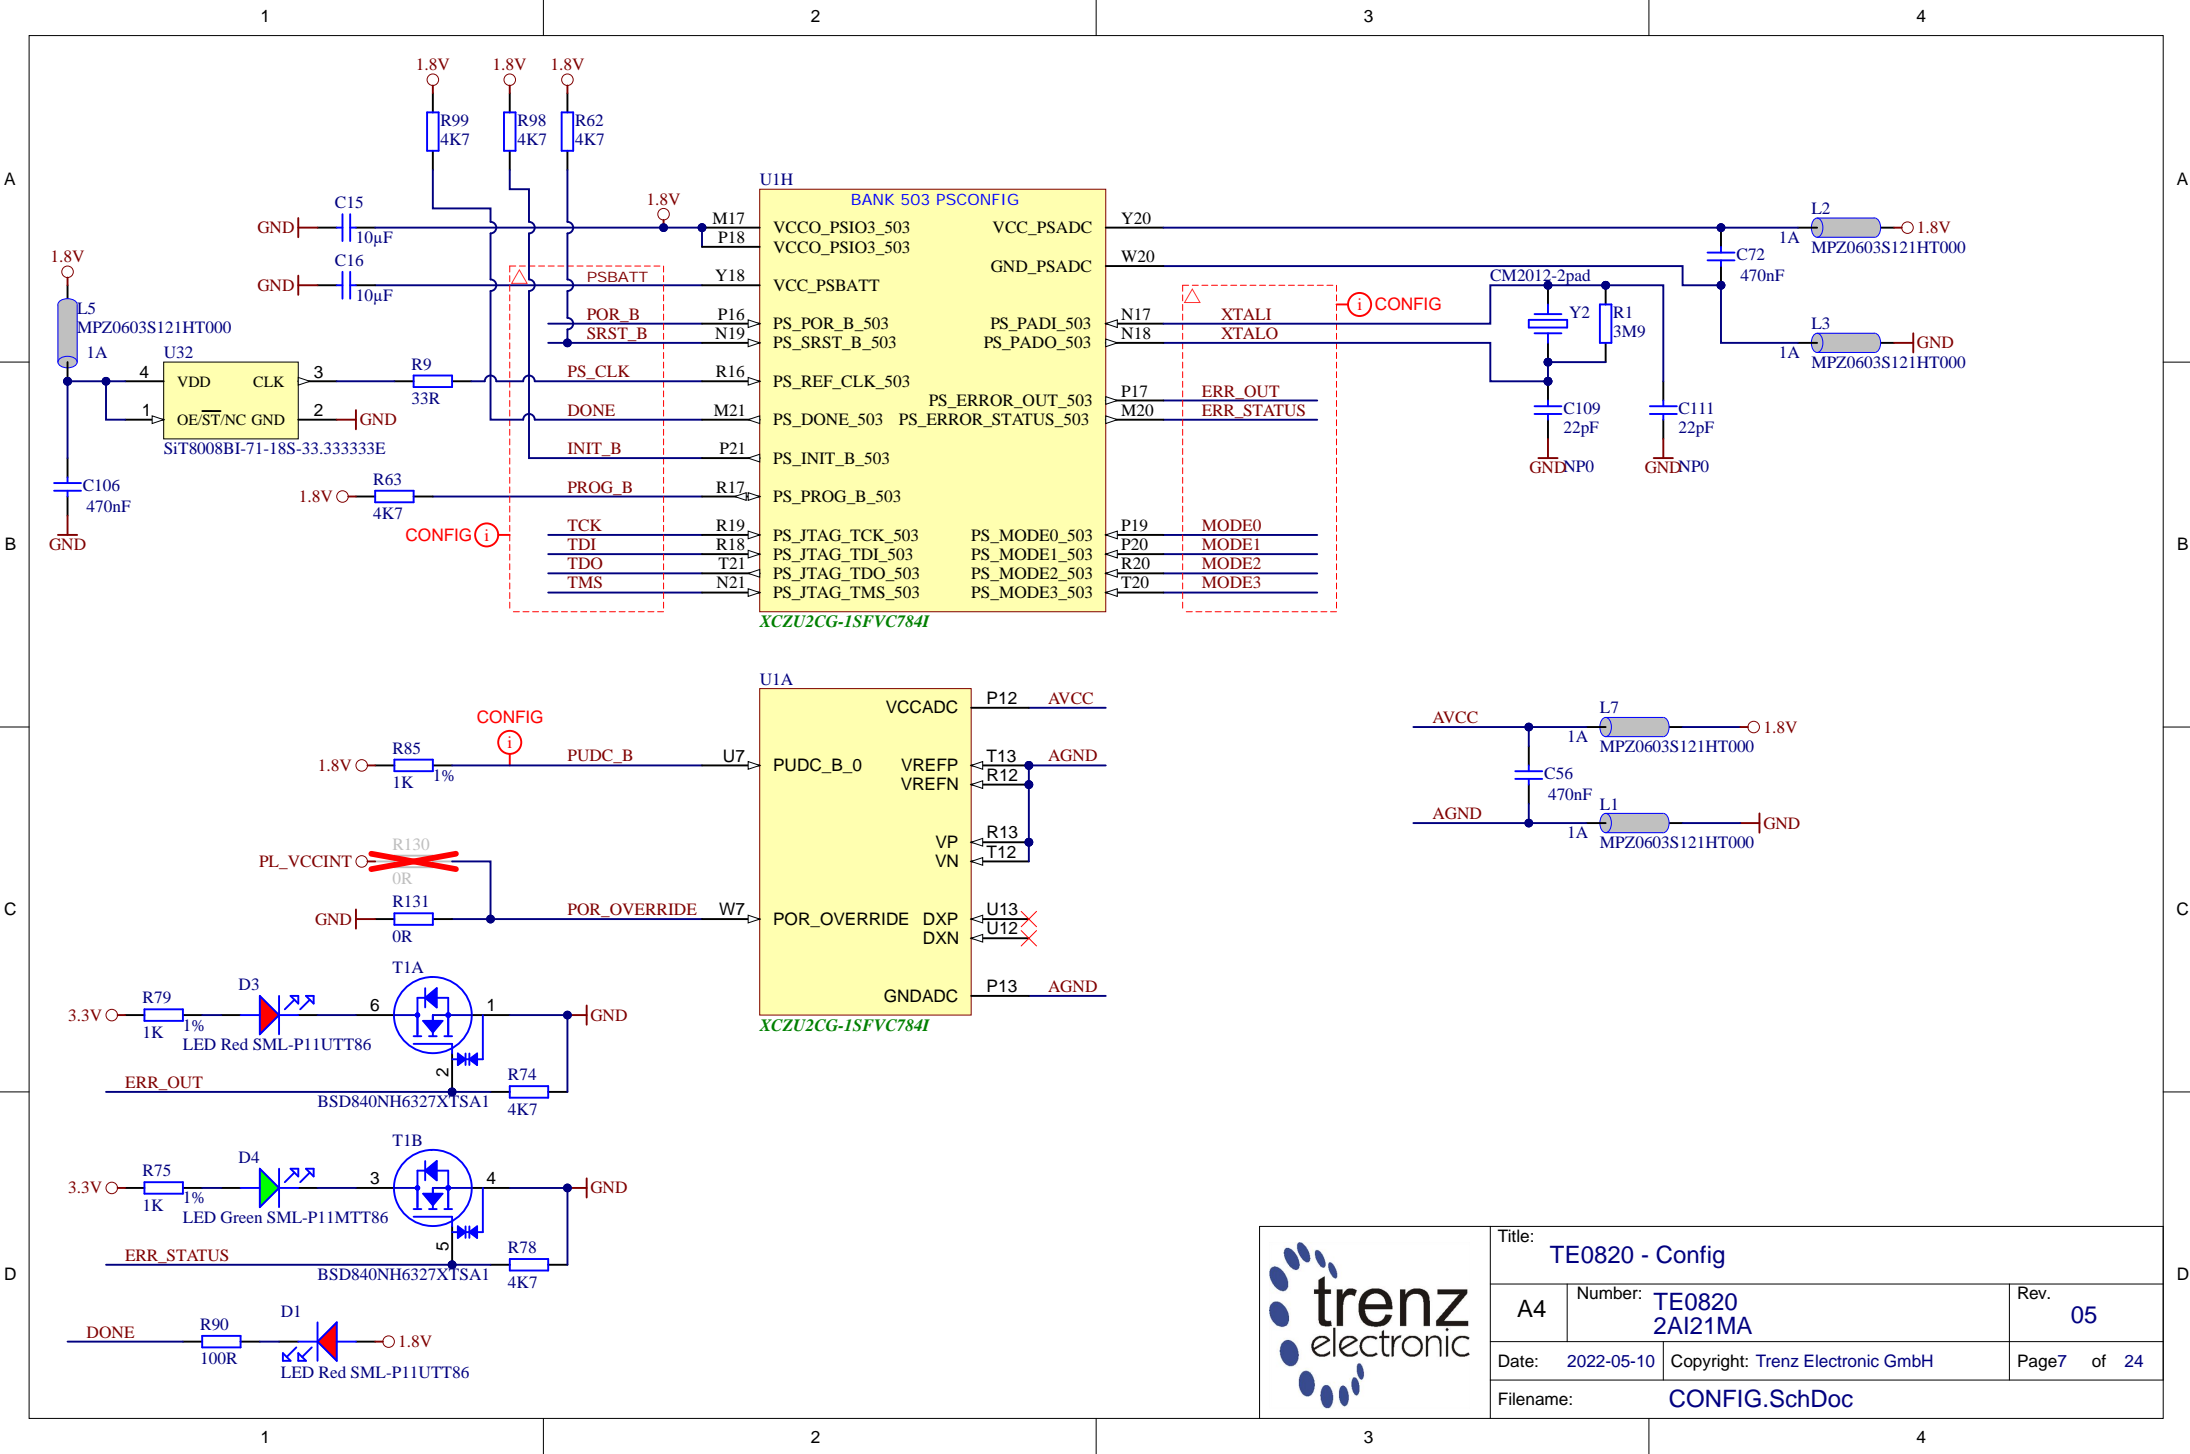 1 2 3 4
A A
B B
C C
D D
1.8V 1.8V 1.8V
R99 R98 R62
4K7 4K7 4K7
C15
GND 10µF
1.8V
C16
GND 10µF
1.8V
L5
MPZ0603S121HT000
1A
U32
4 VDD CLK 3
1 OE/ST/NC GND 2 GND
SiT8008BI-71-18S-33.333333E
R9
33R
C106
470nF
GND
1.8V R63
4K7
CONFIG i
PSBATT
POR_B
SRST_B
PS_CLK
DONE
INIT_B
PROG_B
TCK
TDI
TDO
TMS
U1H
BANK 503 PSCONFIG
M17 VCCO_PSIO3_503 VCC_PSADC Y20
P18 VCCO_PSIO3_503
GND_PSADC W20
Y18 VCC_PSBATT
P16 PS_POR_B_503 PS_PADI_503 N17 XTALI
N19 PS_SRST_B_503 PS_PADO_503 N18 XTALO
R16 PS_REF_CLK_503
PS_ERROR_OUT_503 P17 ERR_OUT
M21 PS_DONE_503 PS_ERROR_STATUS_503 M20 ERR_STATUS
P21 PS_INIT_B_503
R17 PS_PROG_B_503
R19 PS_JTAG_TCK_503 PS_MODE0_503 P19 MODE0
R18 PS_JTAG_TDI_503 PS_MODE1_503 P20 MODE1
T21 PS_JTAG_TDO_503 PS_MODE2_503 R20 MODE2
N21 PS_JTAG_TMS_503 PS_MODE3_503 T20 MODE3
XCZU2CG-1SFVC784I
i CONFIG
CM2012-2pad
Y2 R1
3M9
C109
22pF
GND NP0
C111
22pF
GND NP0
L2
1A 1.8V
MPZ0603S121HT000
C72
470nF
L3
1A GND
MPZ0603S121HT000
U1A
VCCADC P12 AVCC
CONFIG
i
1.8V R85
1K 1%
PUDC_B U7 PUDC_B_0
VREFP T13 AGND
VREFN R12
VP R13
VN T12
PL_VCCINT R130
0R
GND R131
0R
POR_OVERRIDE W7 POR_OVERRIDE
DXP U13
DXN U12
GNDADC P13 AGND
XCZU2CG-1SFVC784I
AVCC L7
1A 1.8V
MPZ0603S121HT000
C56
470nF
AGND L1
1A GND
MPZ0603S121HT000
T1A
3.3V R79 D3 6 1 GND
1K 1%
LED Red SML-P11UTT86
2
ERR_OUT R74
BSD840NH6327XTSA1 4K7
T1B
3.3V R75 D4 3 4 GND
1K 1%
LED Green SML-P11MTT86
5
ERR_STATUS R78
BSD840NH6327XTSA1 4K7
D1
DONE R90 1.8V
100R
LED Red SML-P11UTT86
trenz
electronic
Title:
TE0820 - Config
A4 Number: TE0820
2AI21MA
Rev.
05
Date: 2022-05-10 Copyright: Trenz Electronic GmbH Page7 of 24
Filename: CONFIG.SchDoc
1 2 3 4